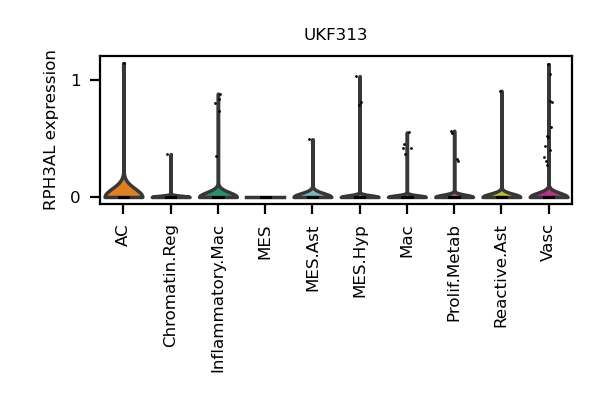 UKF313
RPH3AL expression
1
0
AC
Chromatin.Reg
Inflammatory.Mac
MES
MES.Ast
MES.Hyp
Mac
Prolif.Metab
Reactive.Ast
Vasc